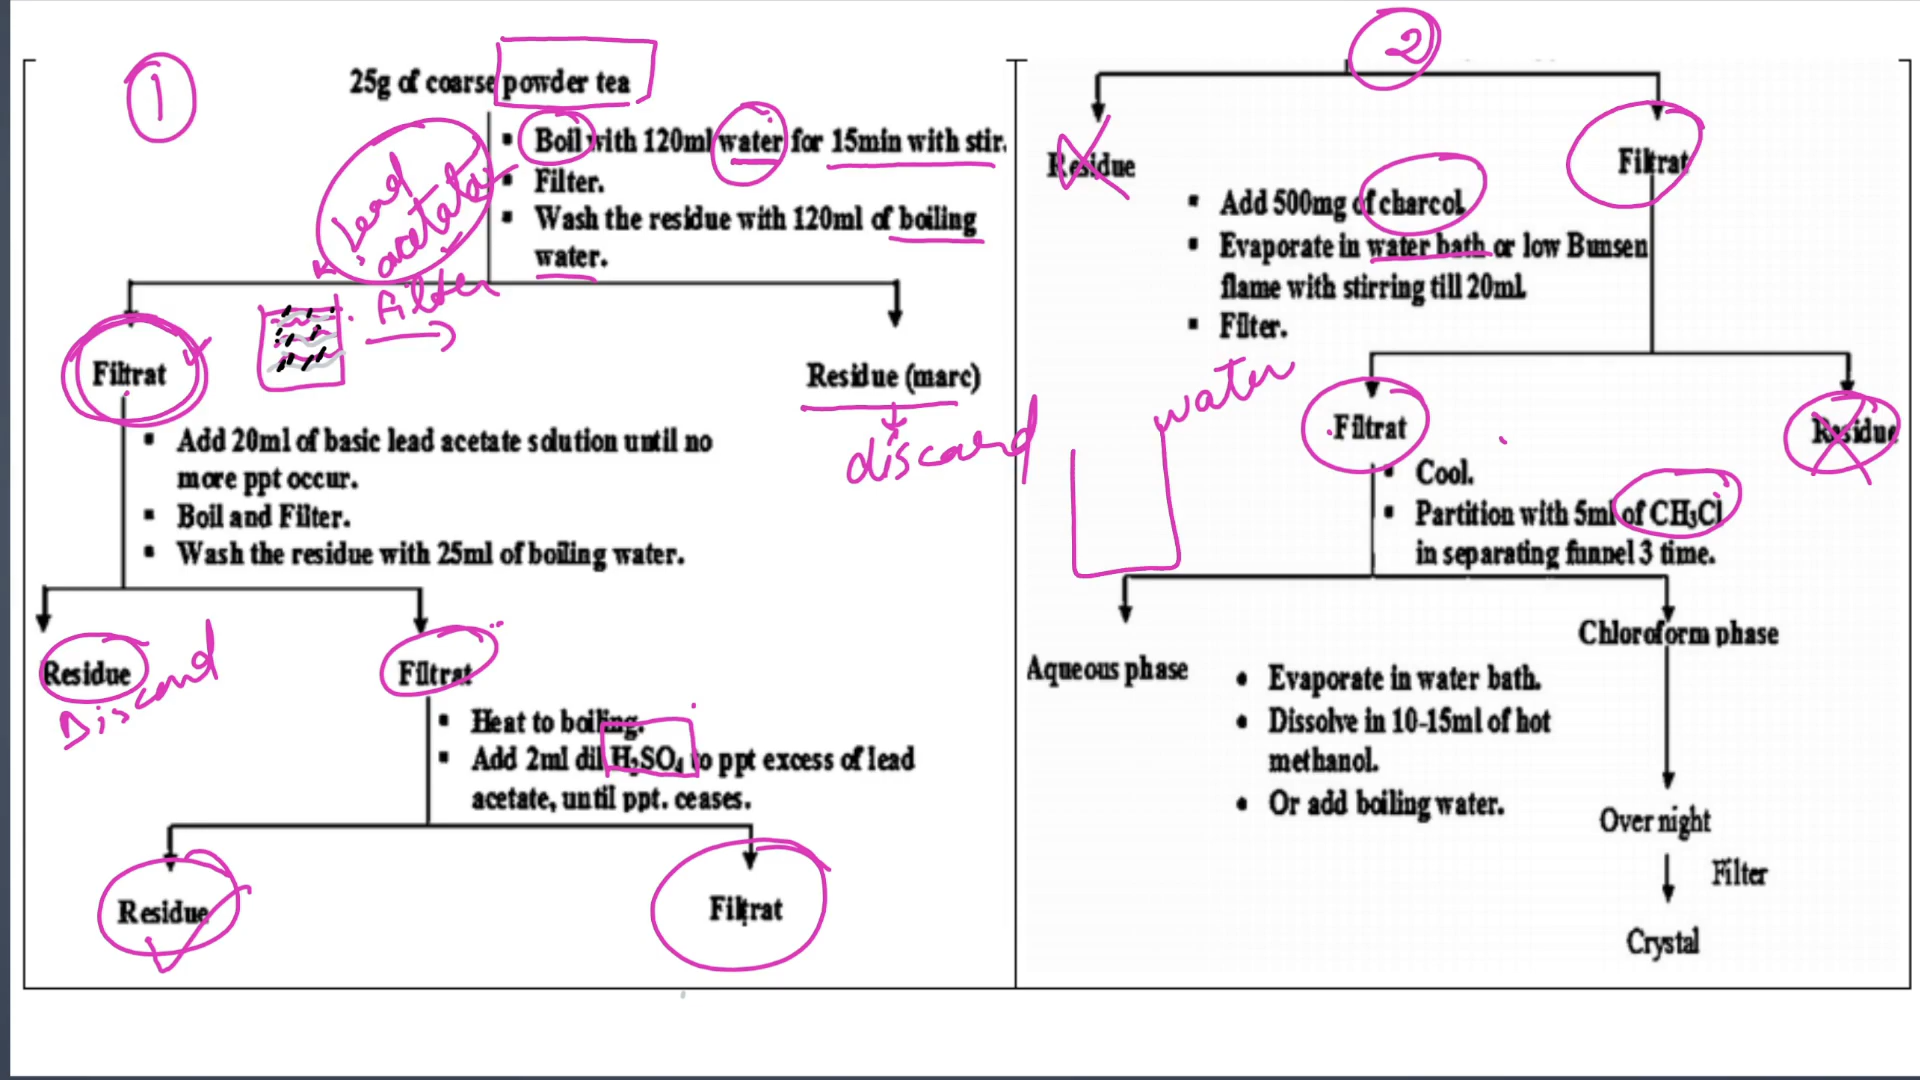 1
25g of coarse powder tea
▪ Boil with 120ml water for 15min with stir.
▪ Filter.
▪ Wash the residue with 120ml of boiling
water.
Lead
acetate
Filter
Filtrat
Residue (marc)
discard
▪ Add 20ml of basic lead acetate solution until no
more ppt occur.
▪ Boil and Filter.
▪ Wash the residue with 25ml of boiling water.
Residue
Discard
Filtrat
▪ Heat to boiling.
▪ Add 2ml dil H₂SO₄ to ppt excess of lead
acetate, until ppt. ceases.
Residue
Filtrat
2
Residue
Filtrat
▪ Add 500mg of charcol.
▪ Evaporate in water bath or low Bunsen
flame with stirring till 20ml.
▪ Filter.
water
Filtrat
Residue
▪ Cool.
▪ Partition with 5ml of CH₃Cl
in separating funnel 3 time.
Aqueous phase
Chloroform phase
• Evaporate in water bath.
• Dissolve in 10-15ml of hot
methanol.
• Or add boiling water.
Over night
Filter
Crystal